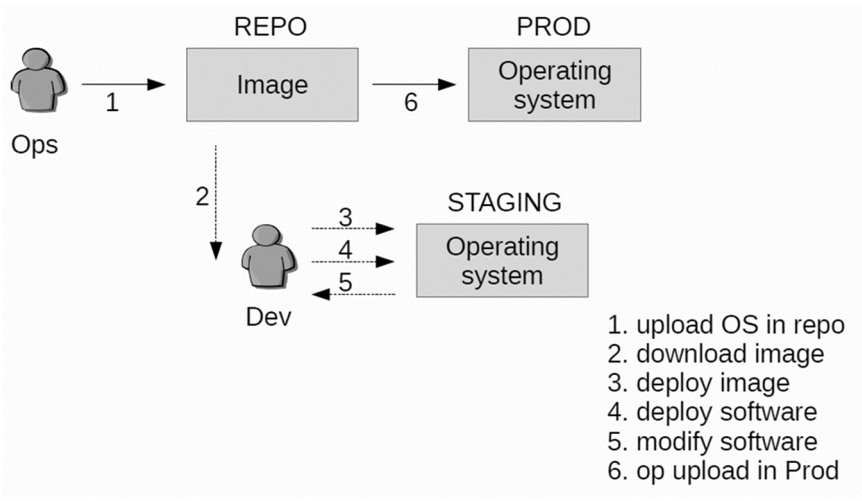 REPO
PROD
Image
Operating
system
1
6
Ops
2
STAGING
3
4
5
Operating
system
Dev
1. upload OS in repo
2. download image
3. deploy image
4. deploy software
5. modify software
6. op upload in Prod